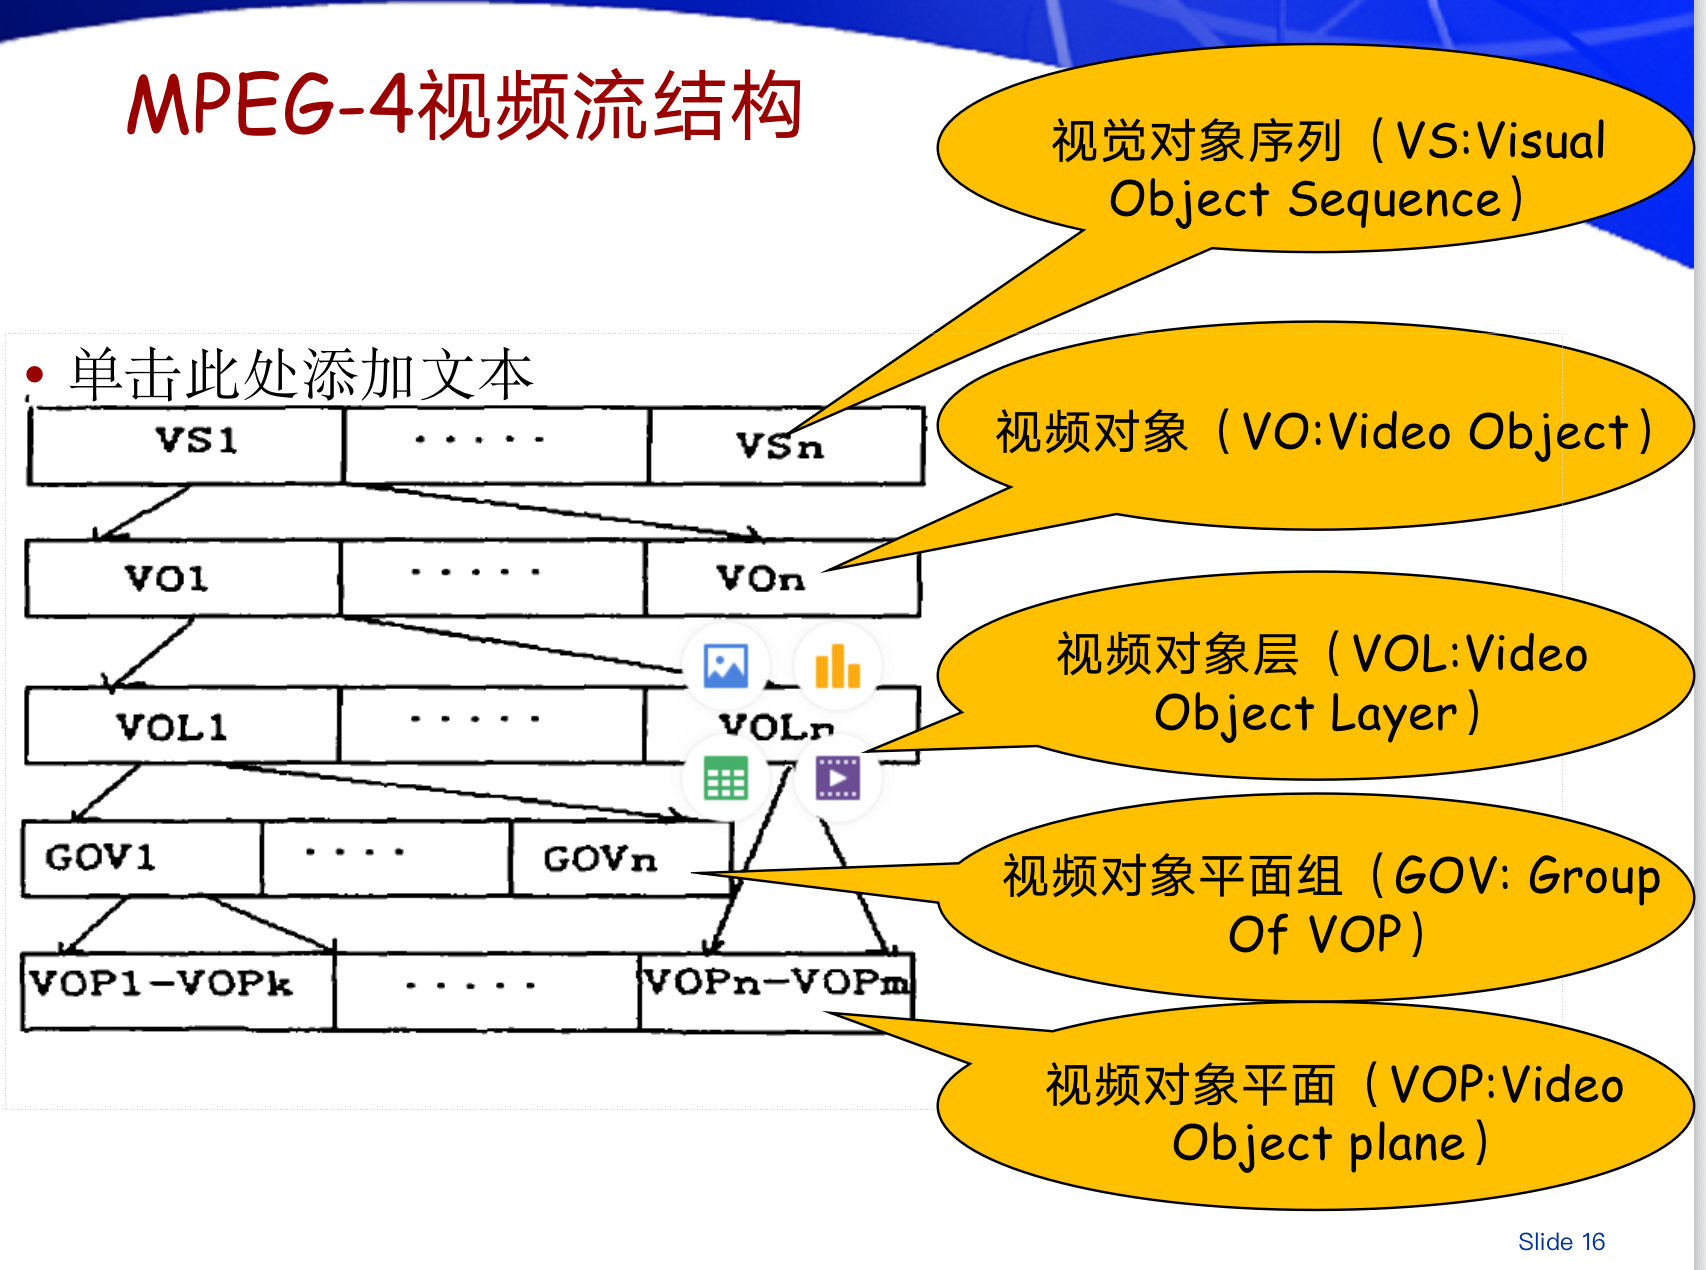 MPEG-4视频流结构
视觉对象序列（VS:Visual
Object Sequence）
• 单击此处添加文本
视频对象（VO:Video Object）
VS1 ····· VSn
VO1 ····· VOn
视频对象层（VOL:Video
Object Layer）
VOL1 ····· VOLn
GOV1 ···· GOVn
视频对象平面组（GOV: Group
Of VOP）
VOP1-VOPk ····· VOPn-VOPm
视频对象平面（VOP:Video
Object plane）
Slide 16